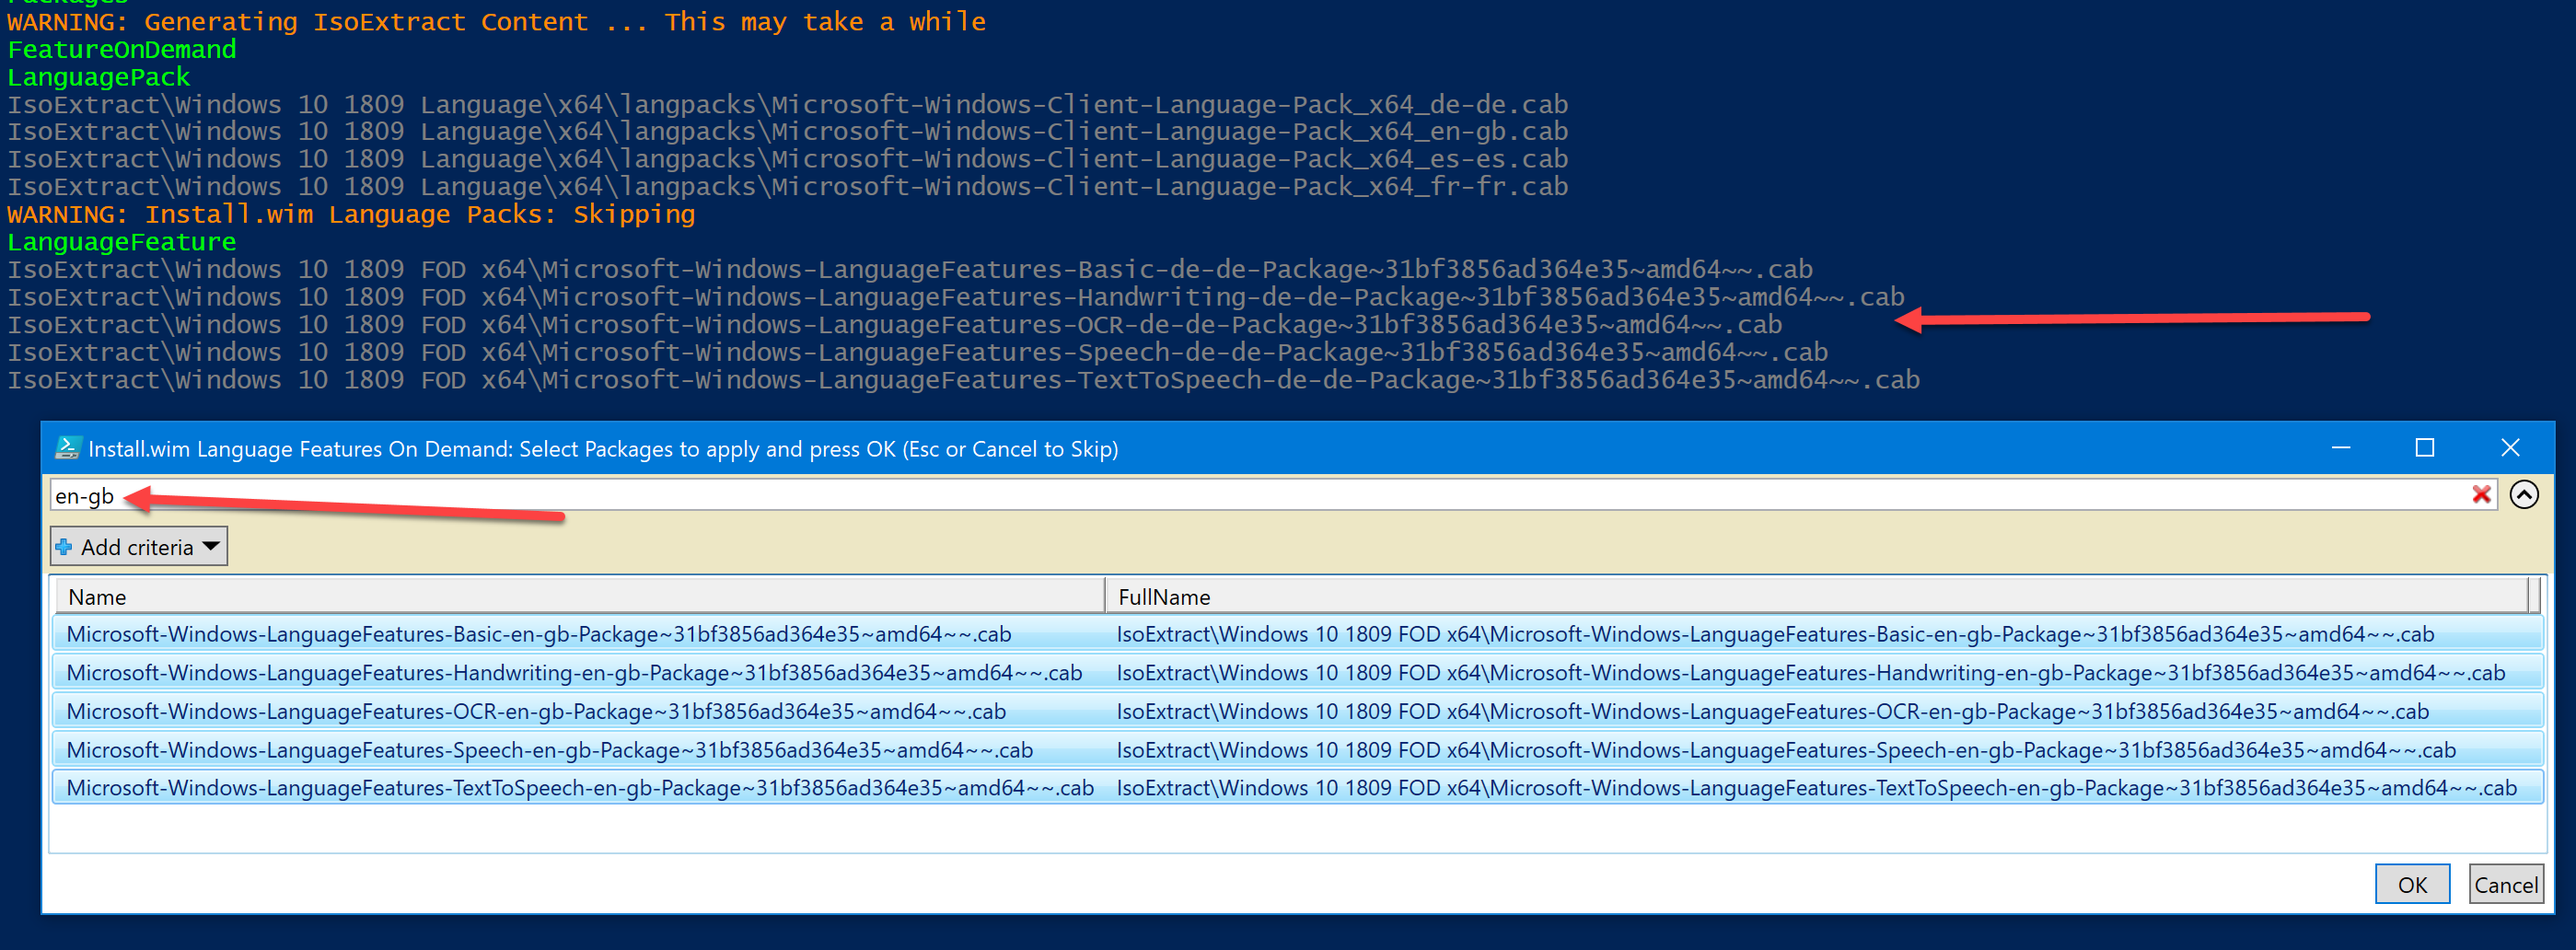 Packages
WARNING: Generating IsoExtract Content ... This may take a while
FeatureOnDemand
LanguagePack
IsoExtract\Windows 10 1809 Language\x64\langpacks\Microsoft-Windows-Client-Language-Pack_x64_de-de.cab
IsoExtract\Windows 10 1809 Language\x64\langpacks\Microsoft-Windows-Client-Language-Pack_x64_en-gb.cab
IsoExtract\Windows 10 1809 Language\x64\langpacks\Microsoft-Windows-Client-Language-Pack_x64_es-es.cab
IsoExtract\Windows 10 1809 Language\x64\langpacks\Microsoft-Windows-Client-Language-Pack_x64_fr-fr.cab
WARNING: Install.wim Language Packs: Skipping
LanguageFeature
IsoExtract\Windows 10 1809 FOD x64\Microsoft-Windows-LanguageFeatures-Basic-de-de-Package~31bf3856ad364e35~amd64~~.cab
IsoExtract\Windows 10 1809 FOD x64\Microsoft-Windows-LanguageFeatures-Handwriting-de-de-Package~31bf3856ad364e35~amd64~~.cab
IsoExtract\Windows 10 1809 FOD x64\Microsoft-Windows-LanguageFeatures-OCR-de-de-Package~31bf3856ad364e35~amd64~~.cab
IsoExtract\Windows 10 1809 FOD x64\Microsoft-Windows-LanguageFeatures-Speech-de-de-Package~31bf3856ad364e35~amd64~~.cab
IsoExtract\Windows 10 1809 FOD x64\Microsoft-Windows-LanguageFeatures-TextToSpeech-de-de-Package~31bf3856ad364e35~amd64~~.cab
Install.wim Language Features On Demand: Select Packages to apply and press OK (Esc or Cancel to Skip)
en-gb
Add criteria
Name FullName
Microsoft-Windows-LanguageFeatures-Basic-en-gb-Package~31bf3856ad364e35~amd64~~.cab IsoExtract\Windows 10 1809 FOD x64\Microsoft-Windows-LanguageFeatures-Basic-en-gb-Package~31bf3856ad364e35~amd64~~.cab
Microsoft-Windows-LanguageFeatures-Handwriting-en-gb-Package~31bf3856ad364e35~amd64~~.cab IsoExtract\Windows 10 1809 FOD x64\Microsoft-Windows-LanguageFeatures-Handwriting-en-gb-Package~31bf3856ad364e35~amd64~~.cab
Microsoft-Windows-LanguageFeatures-OCR-en-gb-Package~31bf3856ad364e35~amd64~~.cab IsoExtract\Windows 10 1809 FOD x64\Microsoft-Windows-LanguageFeatures-OCR-en-gb-Package~31bf3856ad364e35~amd64~~.cab
Microsoft-Windows-LanguageFeatures-Speech-en-gb-Package~31bf3856ad364e35~amd64~~.cab IsoExtract\Windows 10 1809 FOD x64\Microsoft-Windows-LanguageFeatures-Speech-en-gb-Package~31bf3856ad364e35~amd64~~.cab
Microsoft-Windows-LanguageFeatures-TextToSpeech-en-gb-Package~31bf3856ad364e35~amd64~~.cab IsoExtract\Windows 10 1809 FOD x64\Microsoft-Windows-LanguageFeatures-TextToSpeech-en-gb-Package~31bf3856ad364e35~amd64~~.cab
OK Cancel